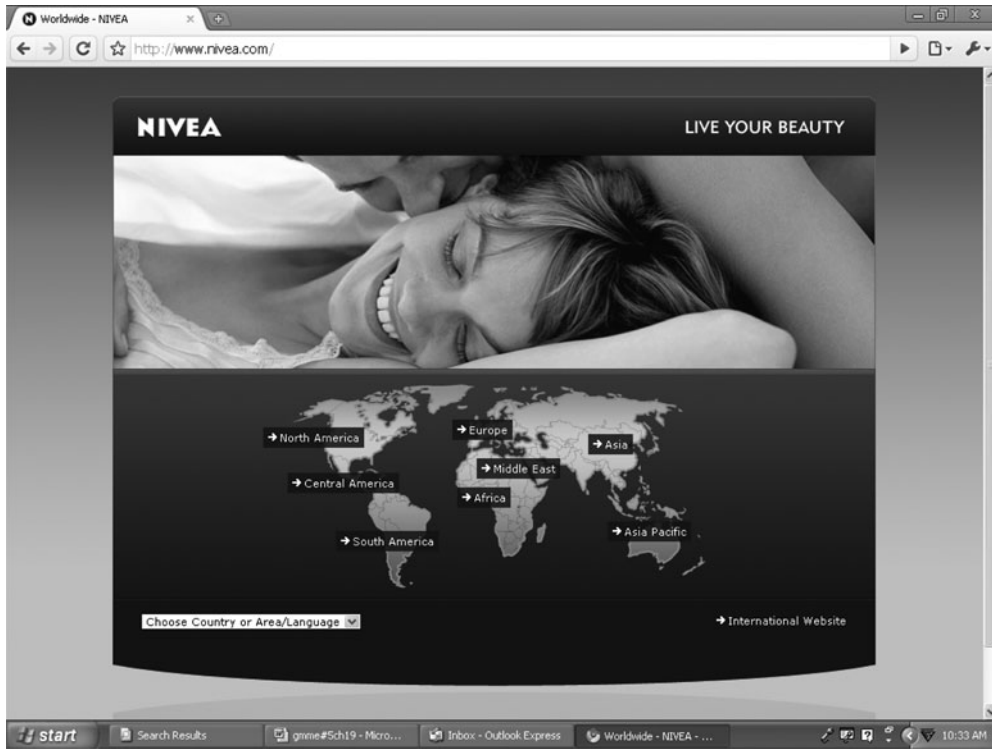 Worldwide - NIVEA
http://www.nivea.com/
NIVEA
LIVE YOUR BEAUTY
North America
Europe
Asia
Middle East
Central America
Africa
Asia Pacific
South America
Choose Country or Area/Language
International Website
start
Search Results
gmme#5ch19 - Micro...
Inbox - Outlook Express
Worldwide - NIVEA - ...
10:33 AM